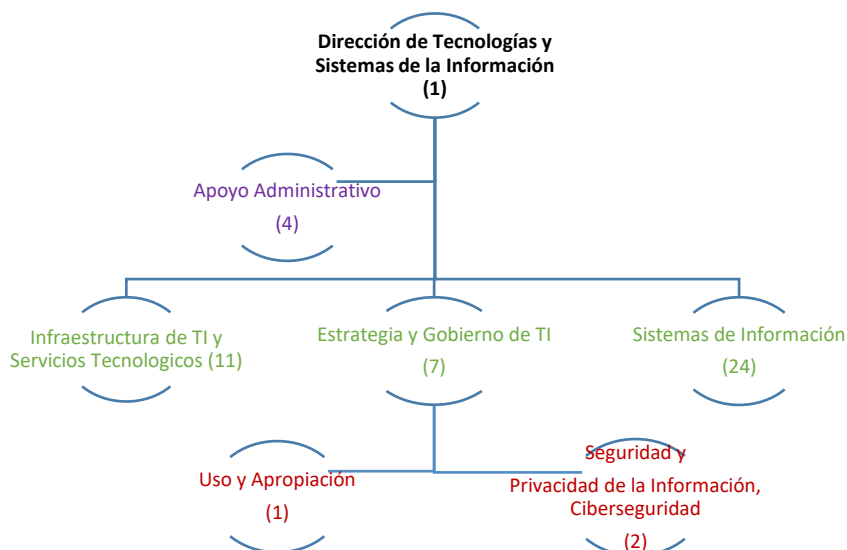 Dirección de Tecnologías y
Sistemas de la Información
(1)
Apoyo Administrativo
(4)
Infraestructura de TI y
Servicios Tecnologicos (11)
Estrategia y Gobierno de TI
(7)
Sistemas de Información
(24)
Uso y Apropiación
(1)
Seguridad y
Privacidad de la Información,
Ciberseguridad
(2)